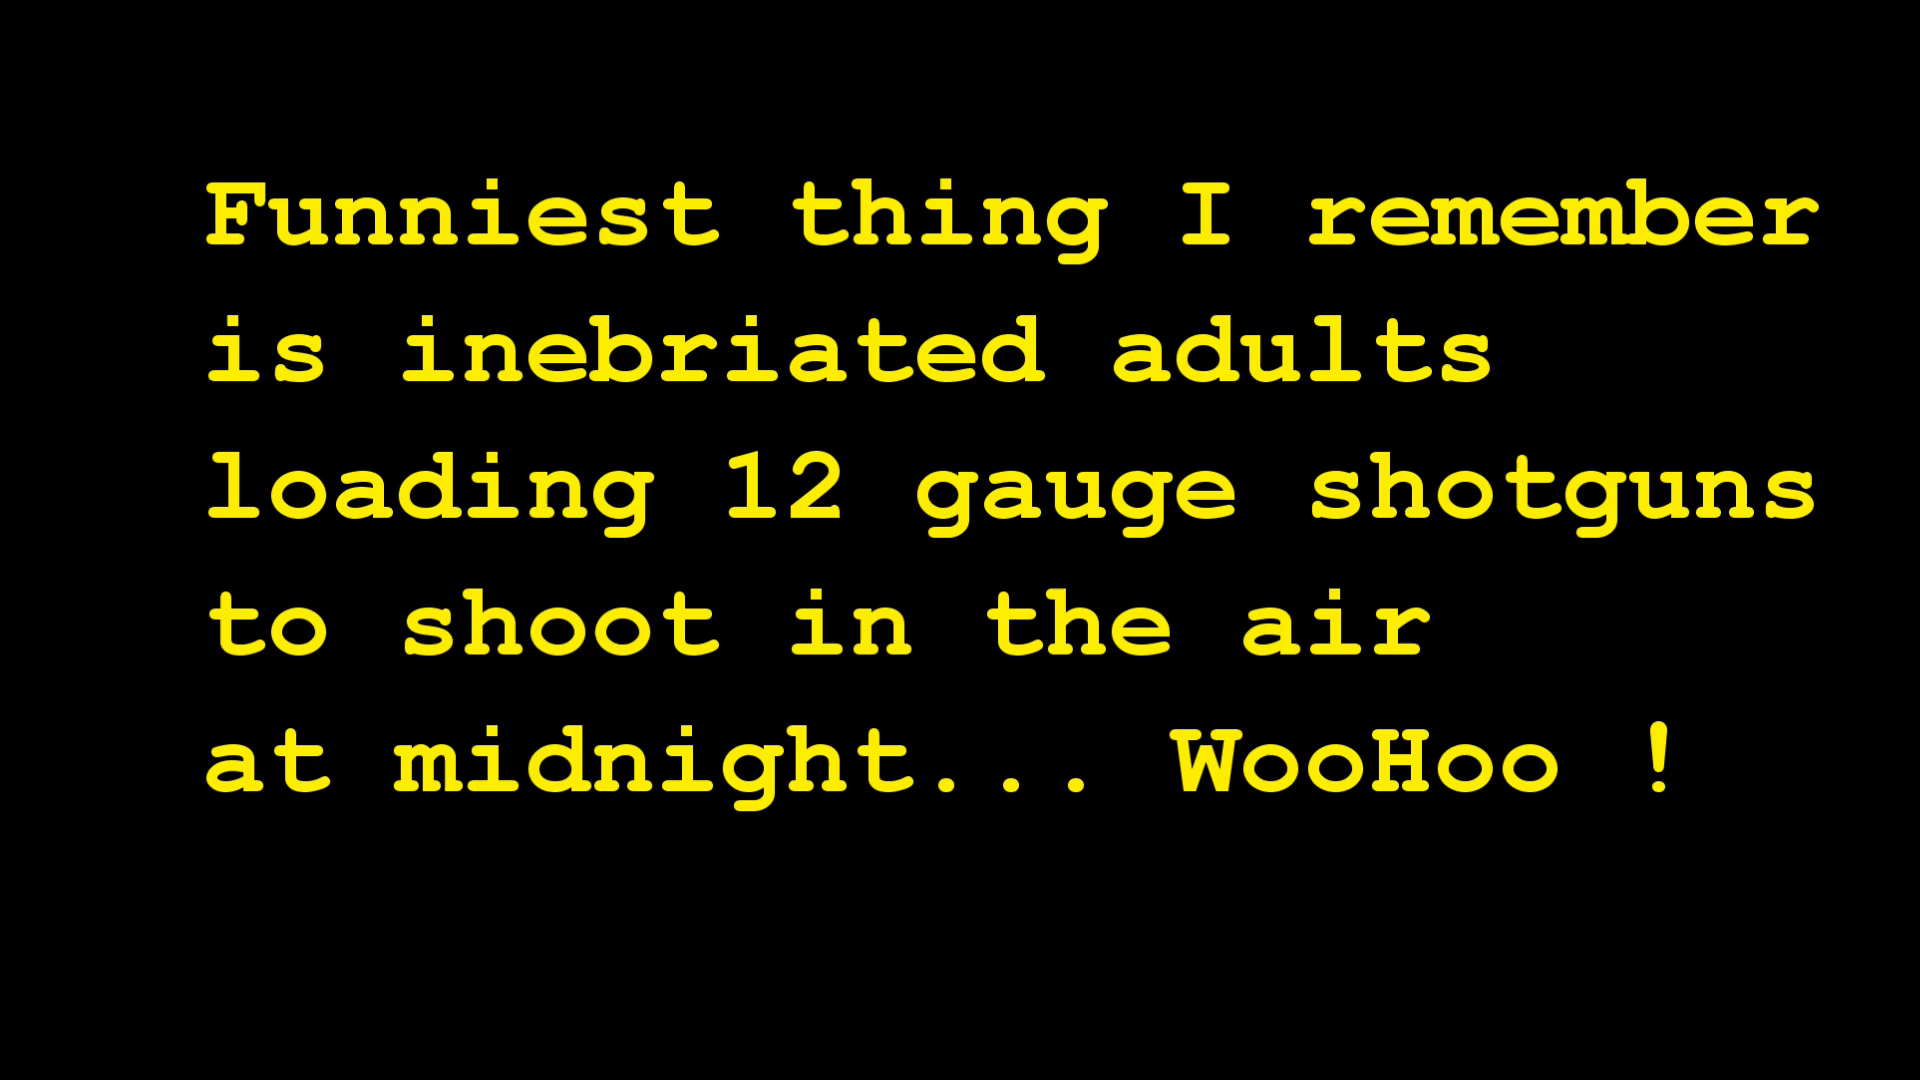 Funniest thing I remember
is inebriated adults
loading 12 gauge shotguns
to shoot in the air
at midnight... WooHoo !